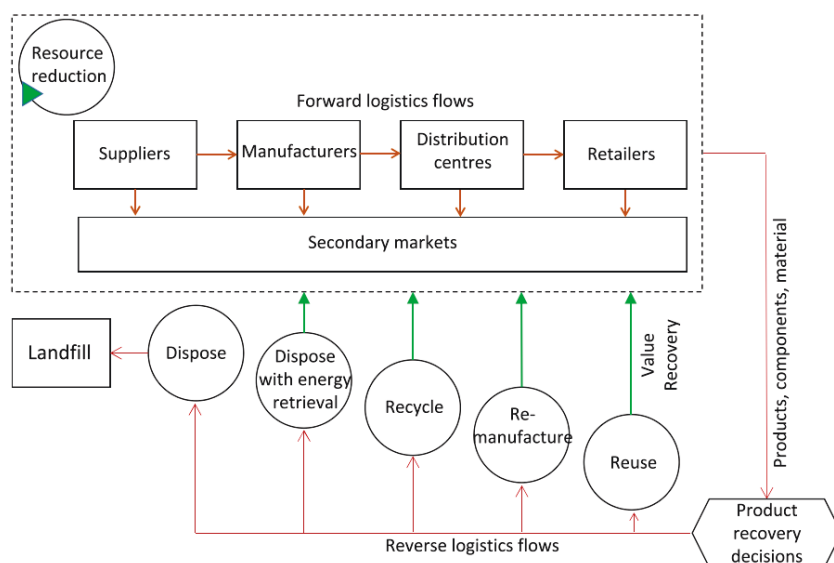 Resource
reduction
Forward logistics flows
Suppliers
Manufacturers
Distribution
centres
Retailers
Secondary markets
Landfill
Dispose
Dispose
with energy
retrieval
Recycle
Re-
manufacture
Reuse
Value
Recovery
Products, components, material
Product
recovery
decisions
Reverse logistics flows